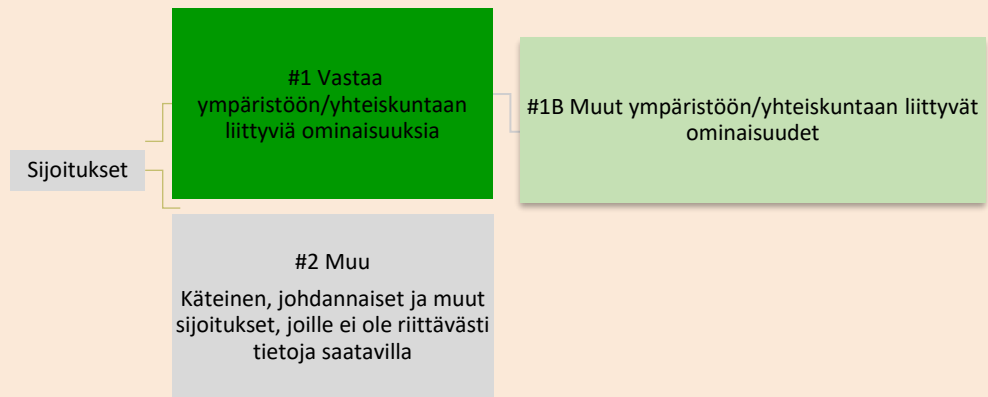 Sijoitukset
#1 Vastaa
ympäristöön/yhteiskuntaan
liittyviä ominaisuuksia
#1B Muut ympäristöön/yhteiskuntaan liittyvät
ominaisuudet
#2 Muu
Käteinen, johdannaiset ja muut
sijoitukset, joille ei ole riittävästi
tietoja saatavilla